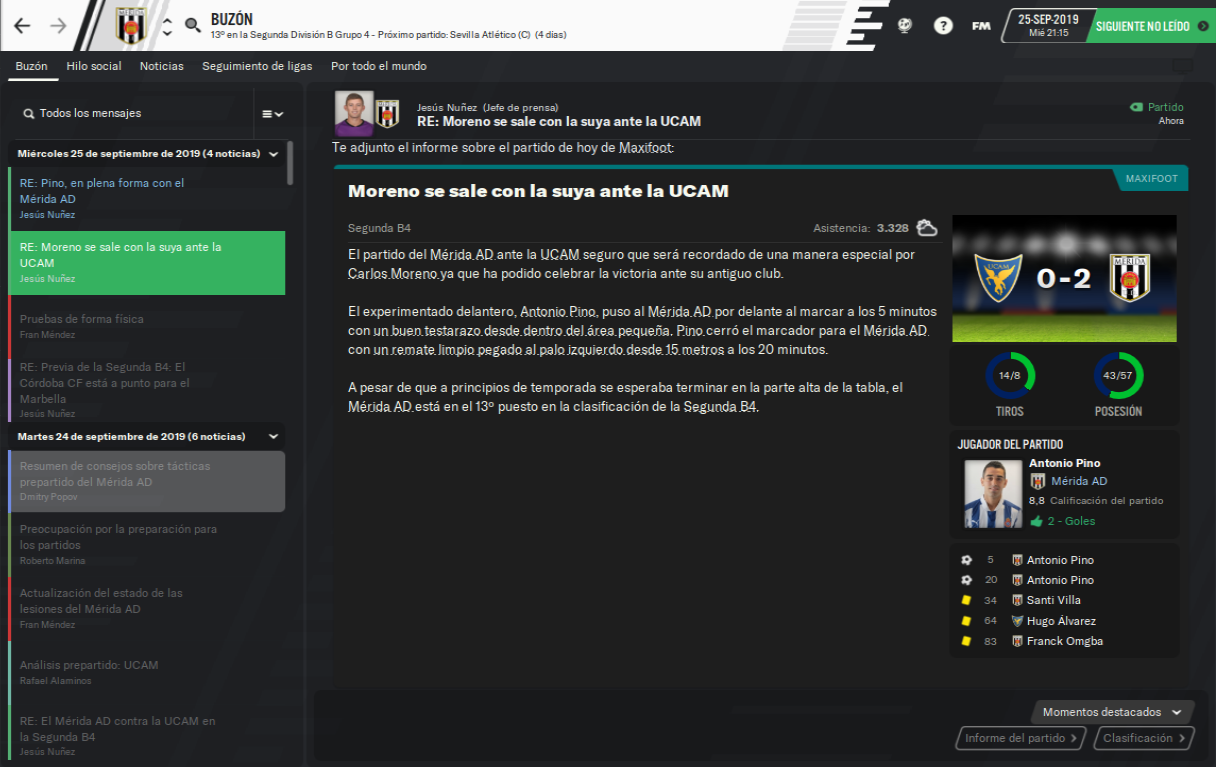 BUZÓN
13º en la Segunda División B Grupo 4 - Próximo partido: Sevilla Atlético (C) (4 días)
FM
25-SEP-2019
Mié 21:15
SIGUIENTE NO LEÍDO
Buzón Hilo social Noticias Seguimiento de ligas Por todo el mundo
Todos los mensajes
Miércoles 25 de septiembre de 2019 (4 noticias)
RE: Pino, en plena forma con el
Mérida AD
Jesús Nuñez
RE: Moreno se sale con la suya ante la
UCAM
Jesús Nuñez
Pruebas de forma física
Fran Méndez
RE: Previa de la Segunda B4: El
Córdoba CF está a punto para el
Marbella
Jesús Nuñez
Martes 24 de septiembre de 2019 (6 noticias)
Resumen de consejos sobre tácticas
prepartido del Mérida AD
Dmitry Popov
Preocupación por la preparación para
los partidos
Roberto Marina
Actualización del estado de las
lesiones del Mérida AD
Fran Méndez
Análisis prepartido: UCAM
Rafael Alaminos
RE: El Mérida AD contra la UCAM en
la Segunda B4
Jesús Nuñez
Jesús Nuñez (Jefe de prensa)
RE: Moreno se sale con la suya ante la UCAM
Partido
Ahora
Te adjunto el informe sobre el partido de hoy de Maxifoot:
MAXIFOOT
Moreno se sale con la suya ante la UCAM
Segunda B4 Asistencia: 3.328
El partido del Mérida AD ante la UCAM seguro que será recordado de una manera especial por
Carlos Moreno ya que ha podido celebrar la victoria ante su antiguo club.
El experimentado delantero, Antonio Pino, puso al Mérida AD por delante al marcar a los 5 minutos
con un buen testarazo desde dentro del área pequeña. Pino cerró el marcador para el Mérida AD
con un remate limpio pegado al palo izquierdo desde 15 metros a los 20 minutos.
A pesar de que a principios de temporada se esperaba terminar en la parte alta de la tabla, el
Mérida AD está en el 13º puesto en la clasificación de la Segunda B4.
UCAM 0-2 MÉRIDA
14/8 43/57
TIROS POSESIÓN
JUGADOR DEL PARTIDO
Antonio Pino
Mérida AD
8,8 Calificación del partido
2 - Goles
5 Antonio Pino
20 Antonio Pino
34 Santi Villa
64 Hugo Álvarez
83 Franck Omgba
Momentos destacados
Informe del partido Clasificación